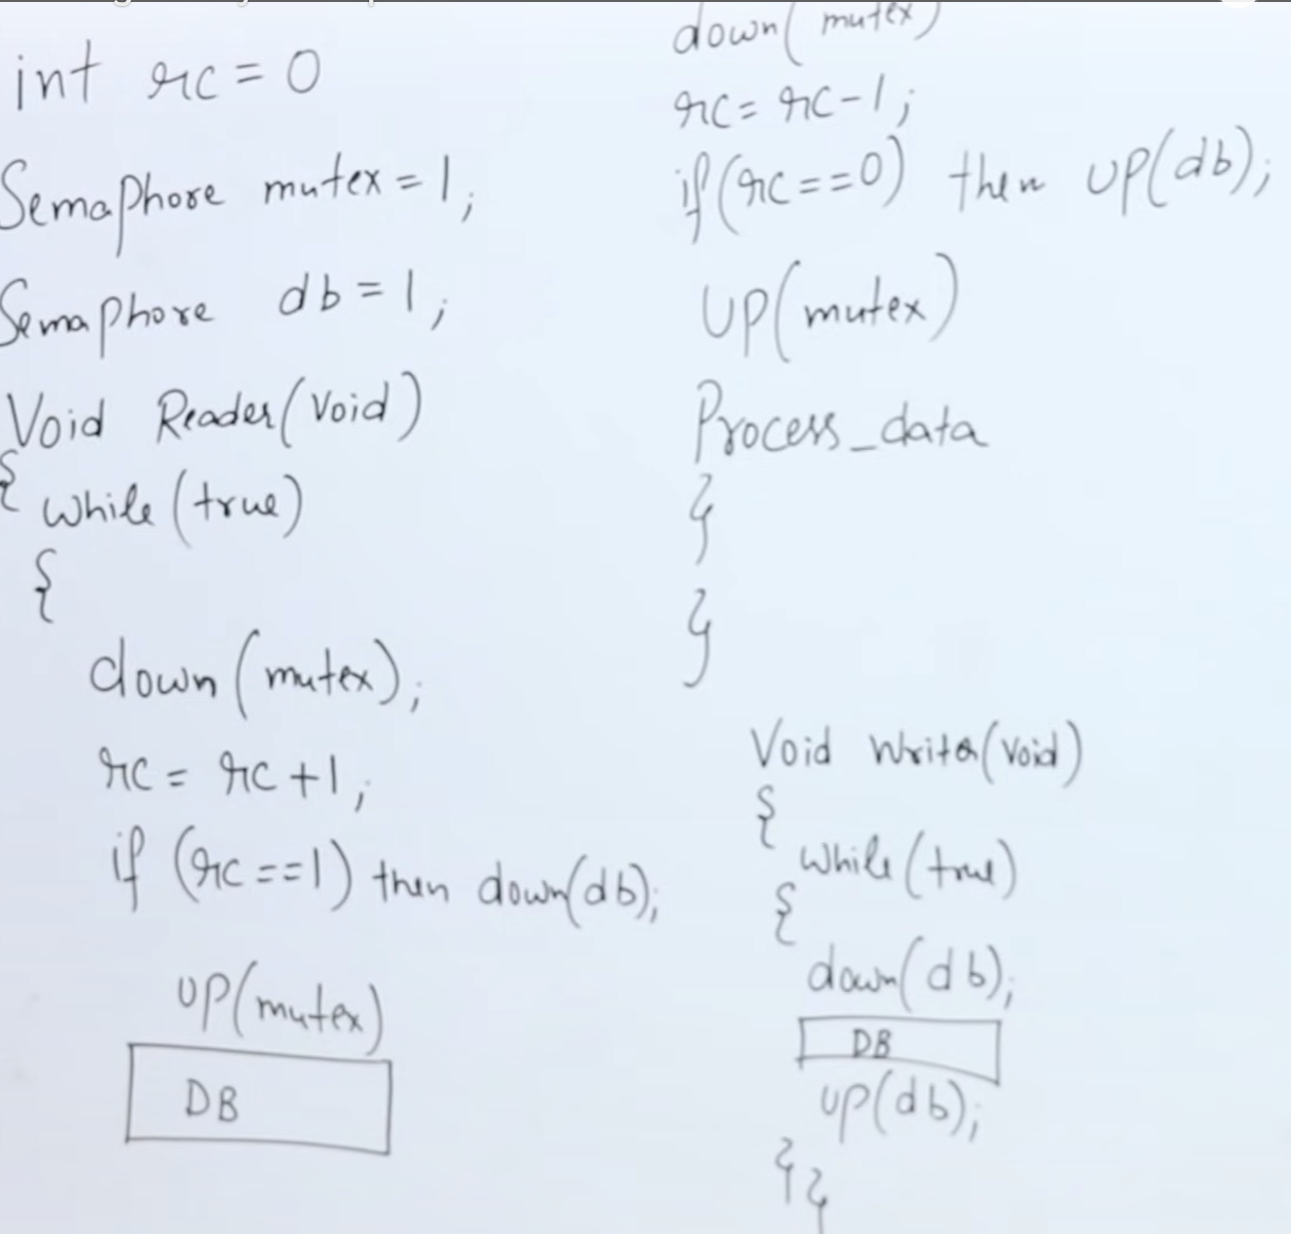 int rc = 0
Semaphore mutex = 1;
Semaphore db = 1;
Void Reader(Void)
{ While (true)
{
down (mutex);
rc = rc + 1;
if (rc == 1) then down(db);
UP(mutex)
DB
down( mutex)
rc = rc - 1;
if (rc == 0) then UP(db);
UP(mutex)
Process_data
}
}
Void Writer(Void)
{
While (true)
{
down(db);
DB
UP(db);
}}